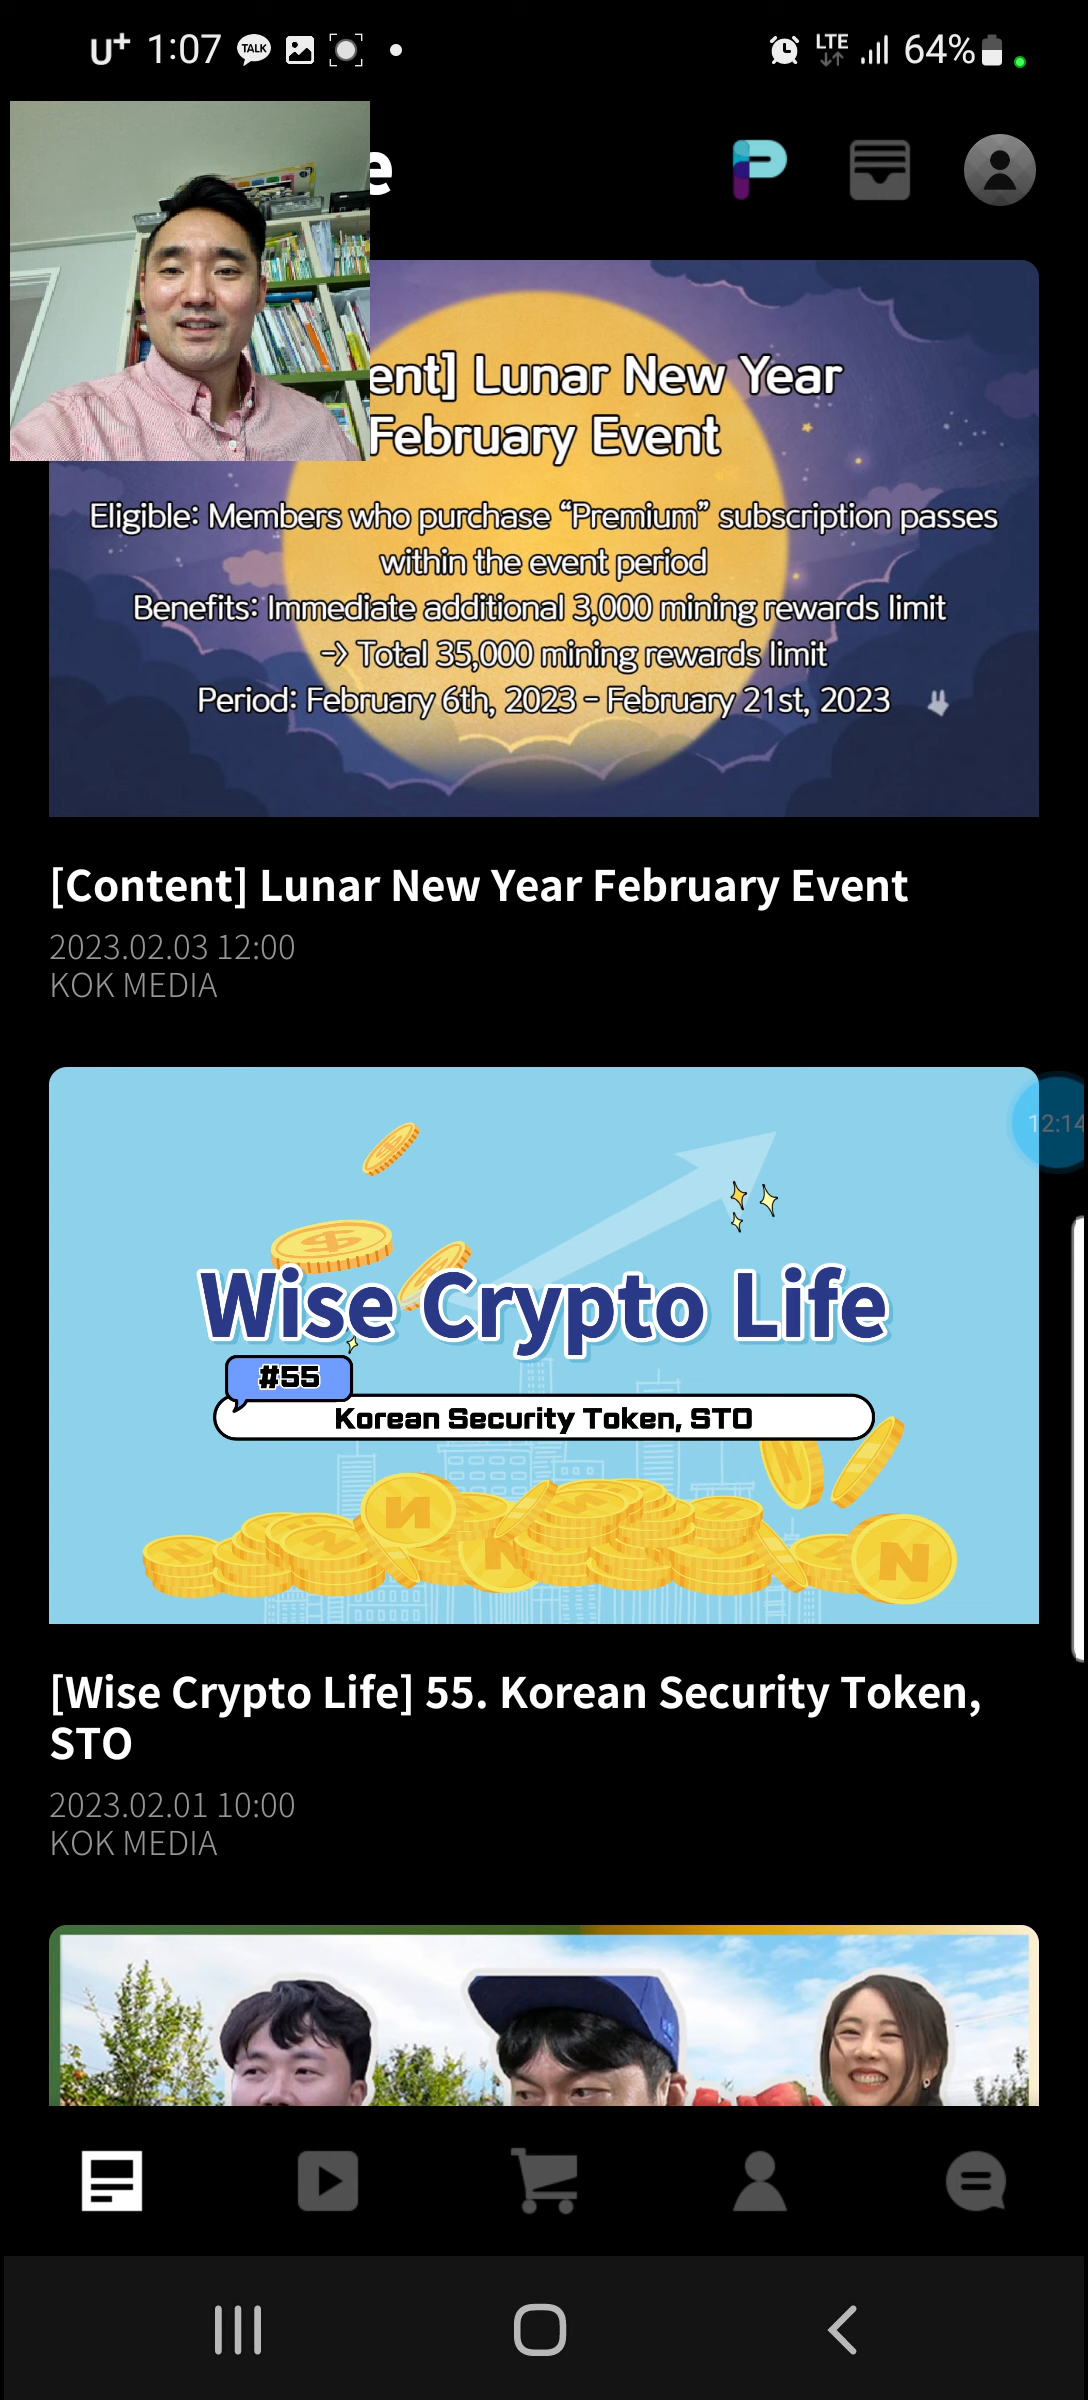 U+ 1:07 TALK LTE 64%
e
ent] Lunar New Year
February Event
Eligible: Members who purchase “Premium” subscription passes
within the event period
Benefits: Immediate additional 3,000 mining rewards limit
-> Total 35,000 mining rewards limit
Period: February 6th, 2023 - February 21st, 2023
[Content] Lunar New Year February Event
2023.02.03 12:00
KOK MEDIA
12:14
Wise Crypto Life
#55
Korean Security Token, STO
[Wise Crypto Life] 55. Korean Security Token,
STO
2023.02.01 10:00
KOK MEDIA